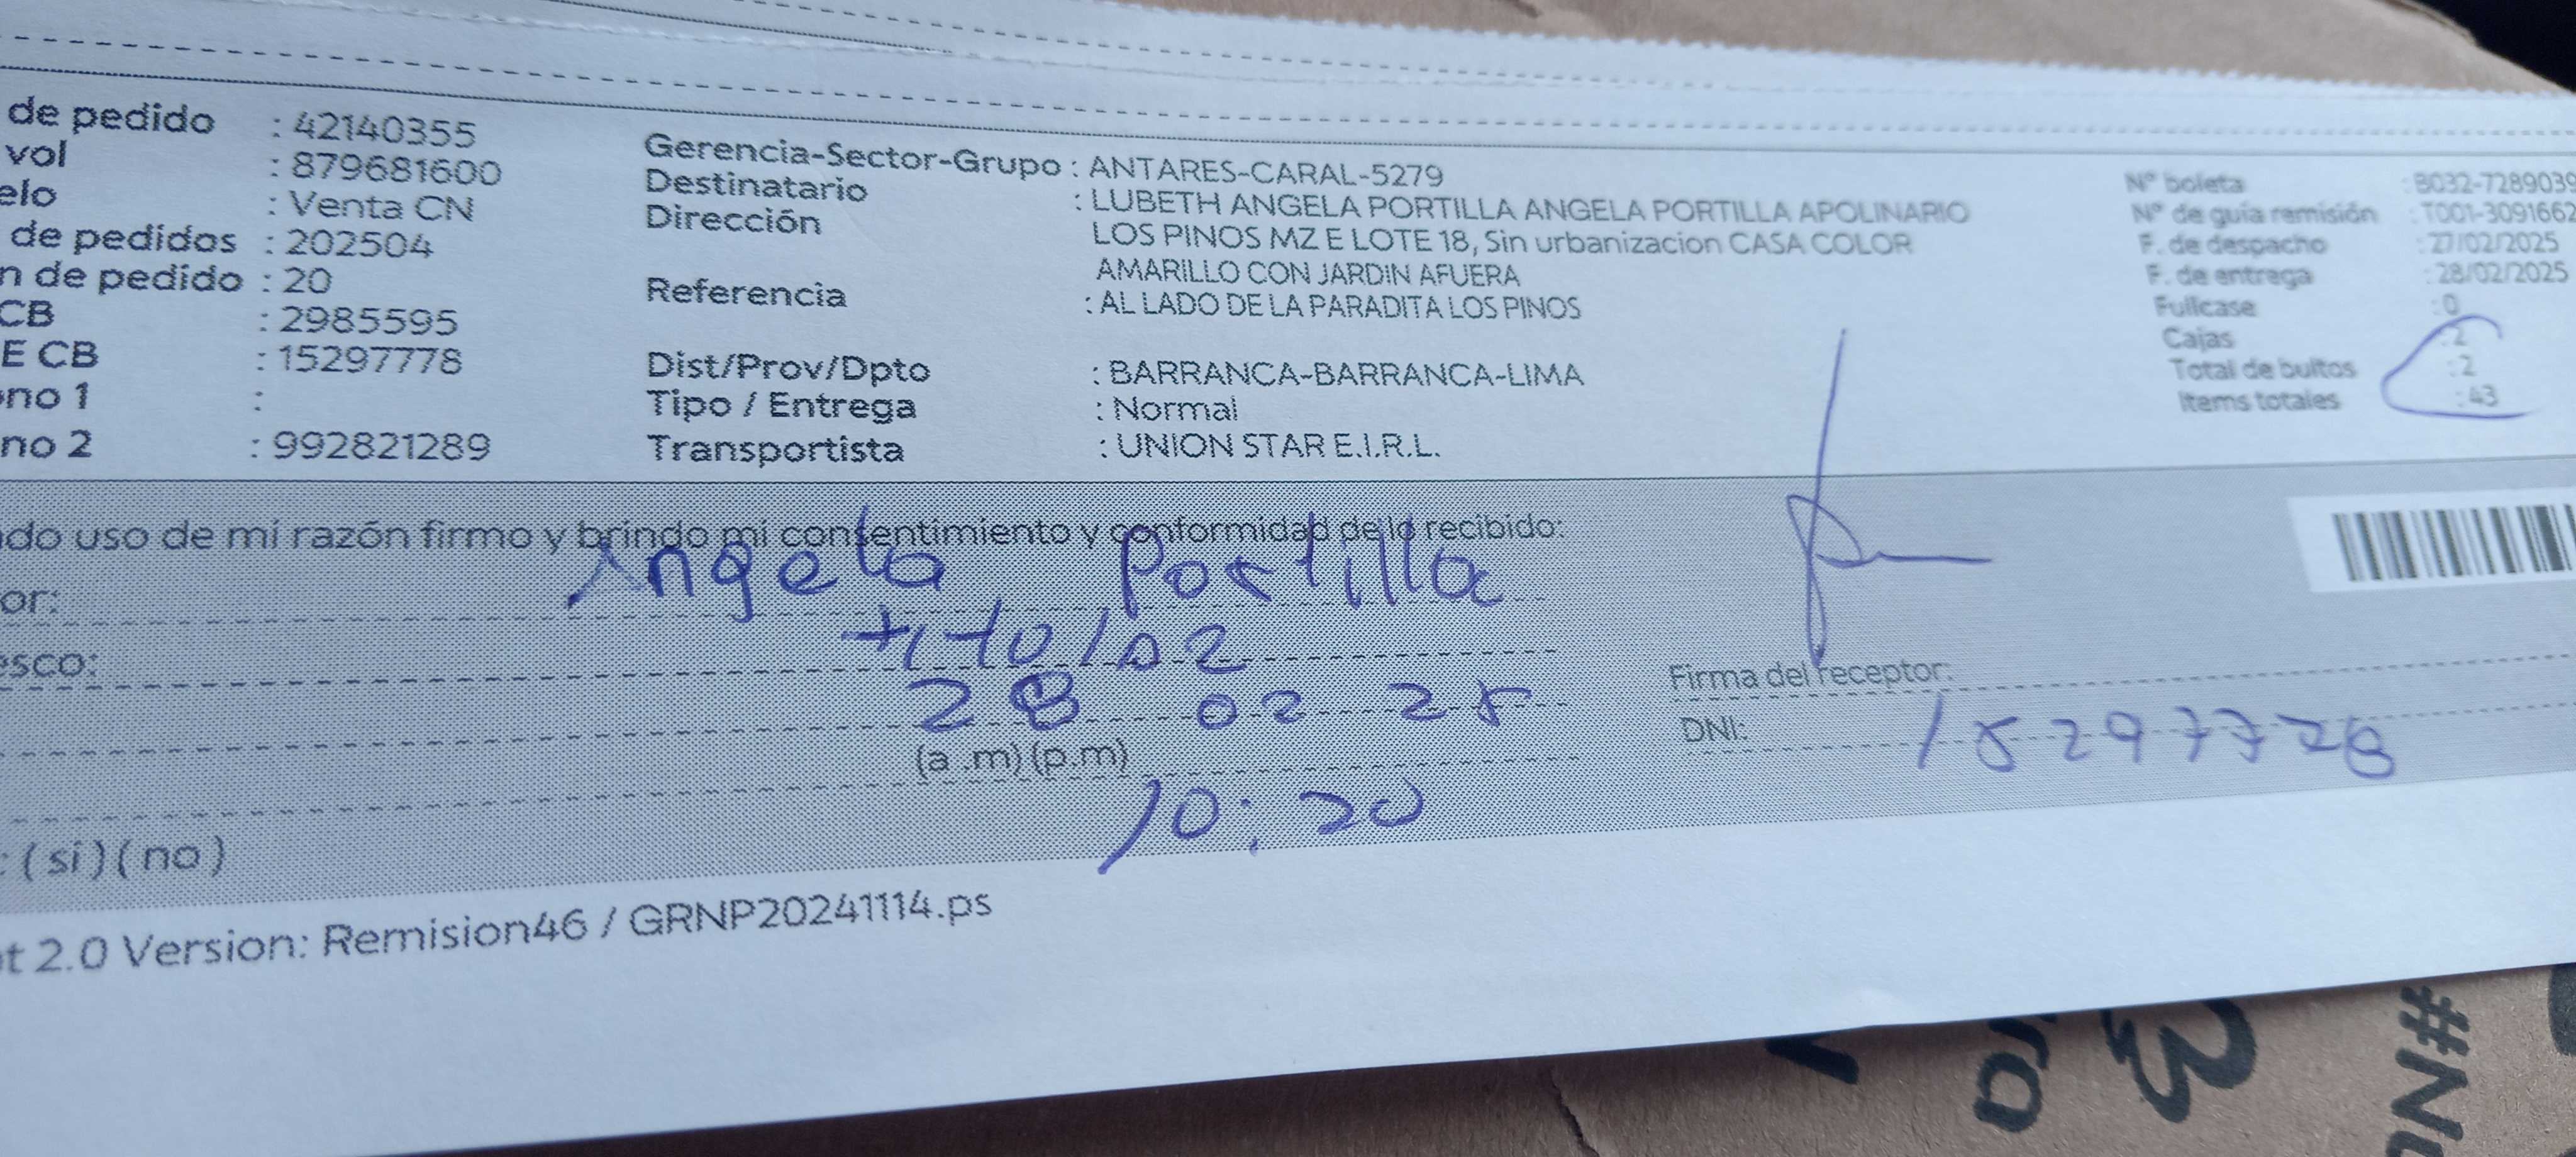 de pedido : 42140355
vol : 879681600
elo : Venta CN
de pedidos : 202504
n de pedido : 20
CB : 2985595
E CB : 15297778
ono 1 :
no 2 : 992821289
Gerencia-Sector-Grupo : ANTARES-CARAL-5279
Destinatario : LUBETH ANGELA PORTILLA ANGELA PORTILLA APOLINARIO
Dirección LOS PINOS MZ E LOTE 18, Sin urbanizacion CASA COLOR
AMARILLO CON JARDIN AFUERA
Referencia : AL LADO DE LA PARADITA LOS PINOS
Dist/Prov/Dpto : BARRANCA-BARRANCA-LIMA
Tipo / Entrega : Normal
Transportista : UNION STAR E.I.R.L.
Nº boleta : B032-7289039
Nº de guía remisión : T001-3091662
F. de despacho : 27/02/2025
F. de entrega : 28/02/2025
Fullcase : 0
Cajas : 2
Total de bultos : 2
Items totales : 43
do uso de mi razón firmo y brindo mi consentimiento y conformidad de lo recibido:
or: Angela Portilla
esco:
28 02 25
(a .m) (p.m)
10:20
Firma del receptor:
DNI: 15297778
: ( si ) ( no )
t 2.0 Version: Remision46 / GRNP20241114.ps